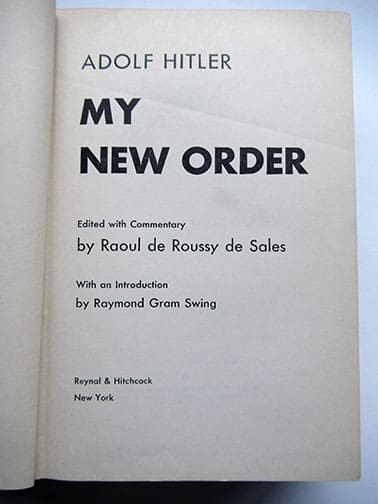 ADOLF HITLER
MY
NEW ORDER
Edited with Commentary
by Raoul de Roussy de Sales
With an Introduction
by Raymond Gram Swing
Reynal & Hitchcock
New York